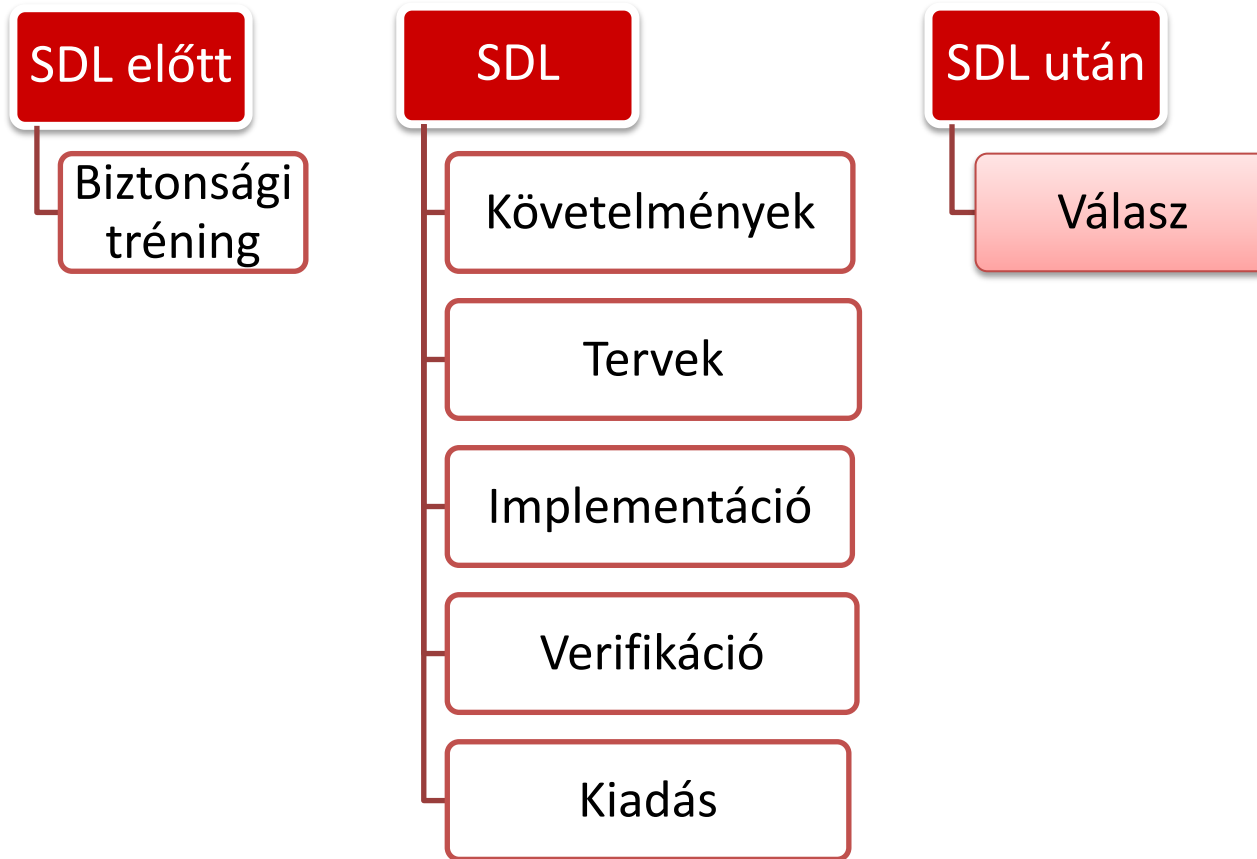 SDL előtt
Biztonsági
tréning
SDL
Követelmények
Tervek
Implementáció
Verifikáció
Kiadás
SDL után
Válasz